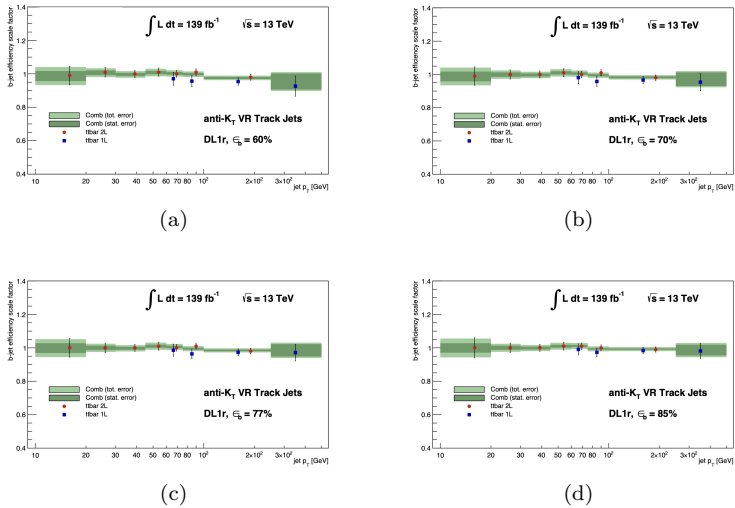 b-jet efficiency scale factor
1.4
1.2
1
0.8
0.6
0.4
∫ L dt = 139 fb⁻¹ √s = 13 TeV
Comb (tot. error)
Comb (stat. error)
ttbar 2L
ttbar 1L
anti-K_T VR Track Jets
DL1r, ϵ_b = 60%
10 20 30 40 50 60 70 80 10² 2×10² 3×10²
jet p_T [GeV]
(a)
b-jet efficiency scale factor
1.4
1.2
1
0.8
0.6
0.4
∫ L dt = 139 fb⁻¹ √s = 13 TeV
Comb (tot. error)
Comb (stat. error)
ttbar 2L
ttbar 1L
anti-K_T VR Track Jets
DL1r, ϵ_b = 70%
10 20 30 40 50 60 70 80 10² 2×10² 3×10²
jet p_T [GeV]
(b)
b-jet efficiency scale factor
1.4
1.2
1
0.8
0.6
0.4
∫ L dt = 139 fb⁻¹ √s = 13 TeV
Comb (tot. error)
Comb (stat. error)
ttbar 2L
ttbar 1L
anti-K_T VR Track Jets
DL1r, ϵ_b = 77%
10 20 30 40 50 60 70 80 10² 2×10² 3×10²
jet p_T [GeV]
(c)
b-jet efficiency scale factor
1.4
1.2
1
0.8
0.6
0.4
∫ L dt = 139 fb⁻¹ √s = 13 TeV
Comb (tot. error)
Comb (stat. error)
ttbar 2L
ttbar 1L
anti-K_T VR Track Jets
DL1r, ϵ_b = 85%
10 20 30 40 50 60 70 80 10² 2×10² 3×10²
jet p_T [GeV]
(d)